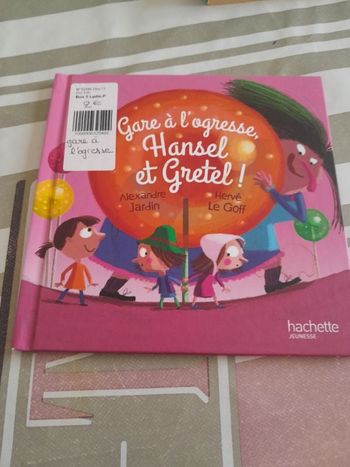 2 €
gare à
l'ogresse
Gare à l'ogresse,
Hansel
et Gretel !
Alexandre
Jardin
Hervé
Le Goff
hachette
JEUNESSE